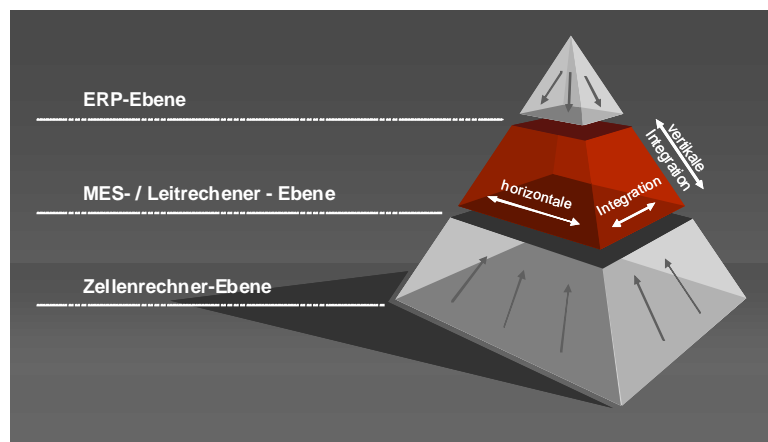 ERP-Ebene
MES- / Leitrechener - Ebene
Zellenrechner-Ebene
vertikale
Integration
horizontale
Integration